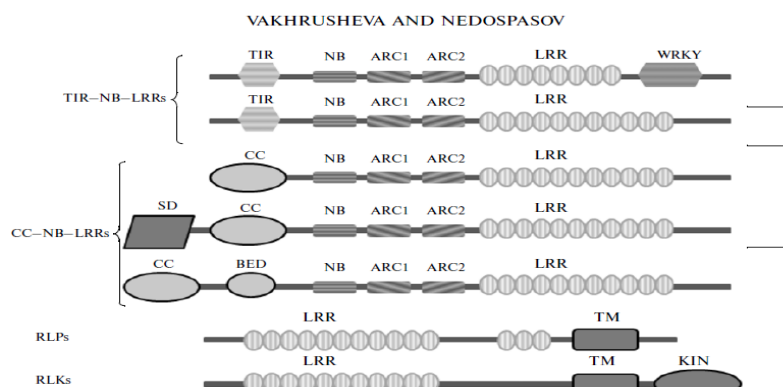 VAKHRUSHEVA AND NEDOSPASOV
TIR NB ARC1 ARC2 LRR WRKY
TIR–NB–LRRs
TIR NB ARC1 ARC2 LRR
CC NB ARC1 ARC2 LRR
SD CC NB ARC1 ARC2 LRR
CC–NB–LRRs
CC BED NB ARC1 ARC2 LRR
LRR TM
RLPs
LRR TM KIN
RLKs